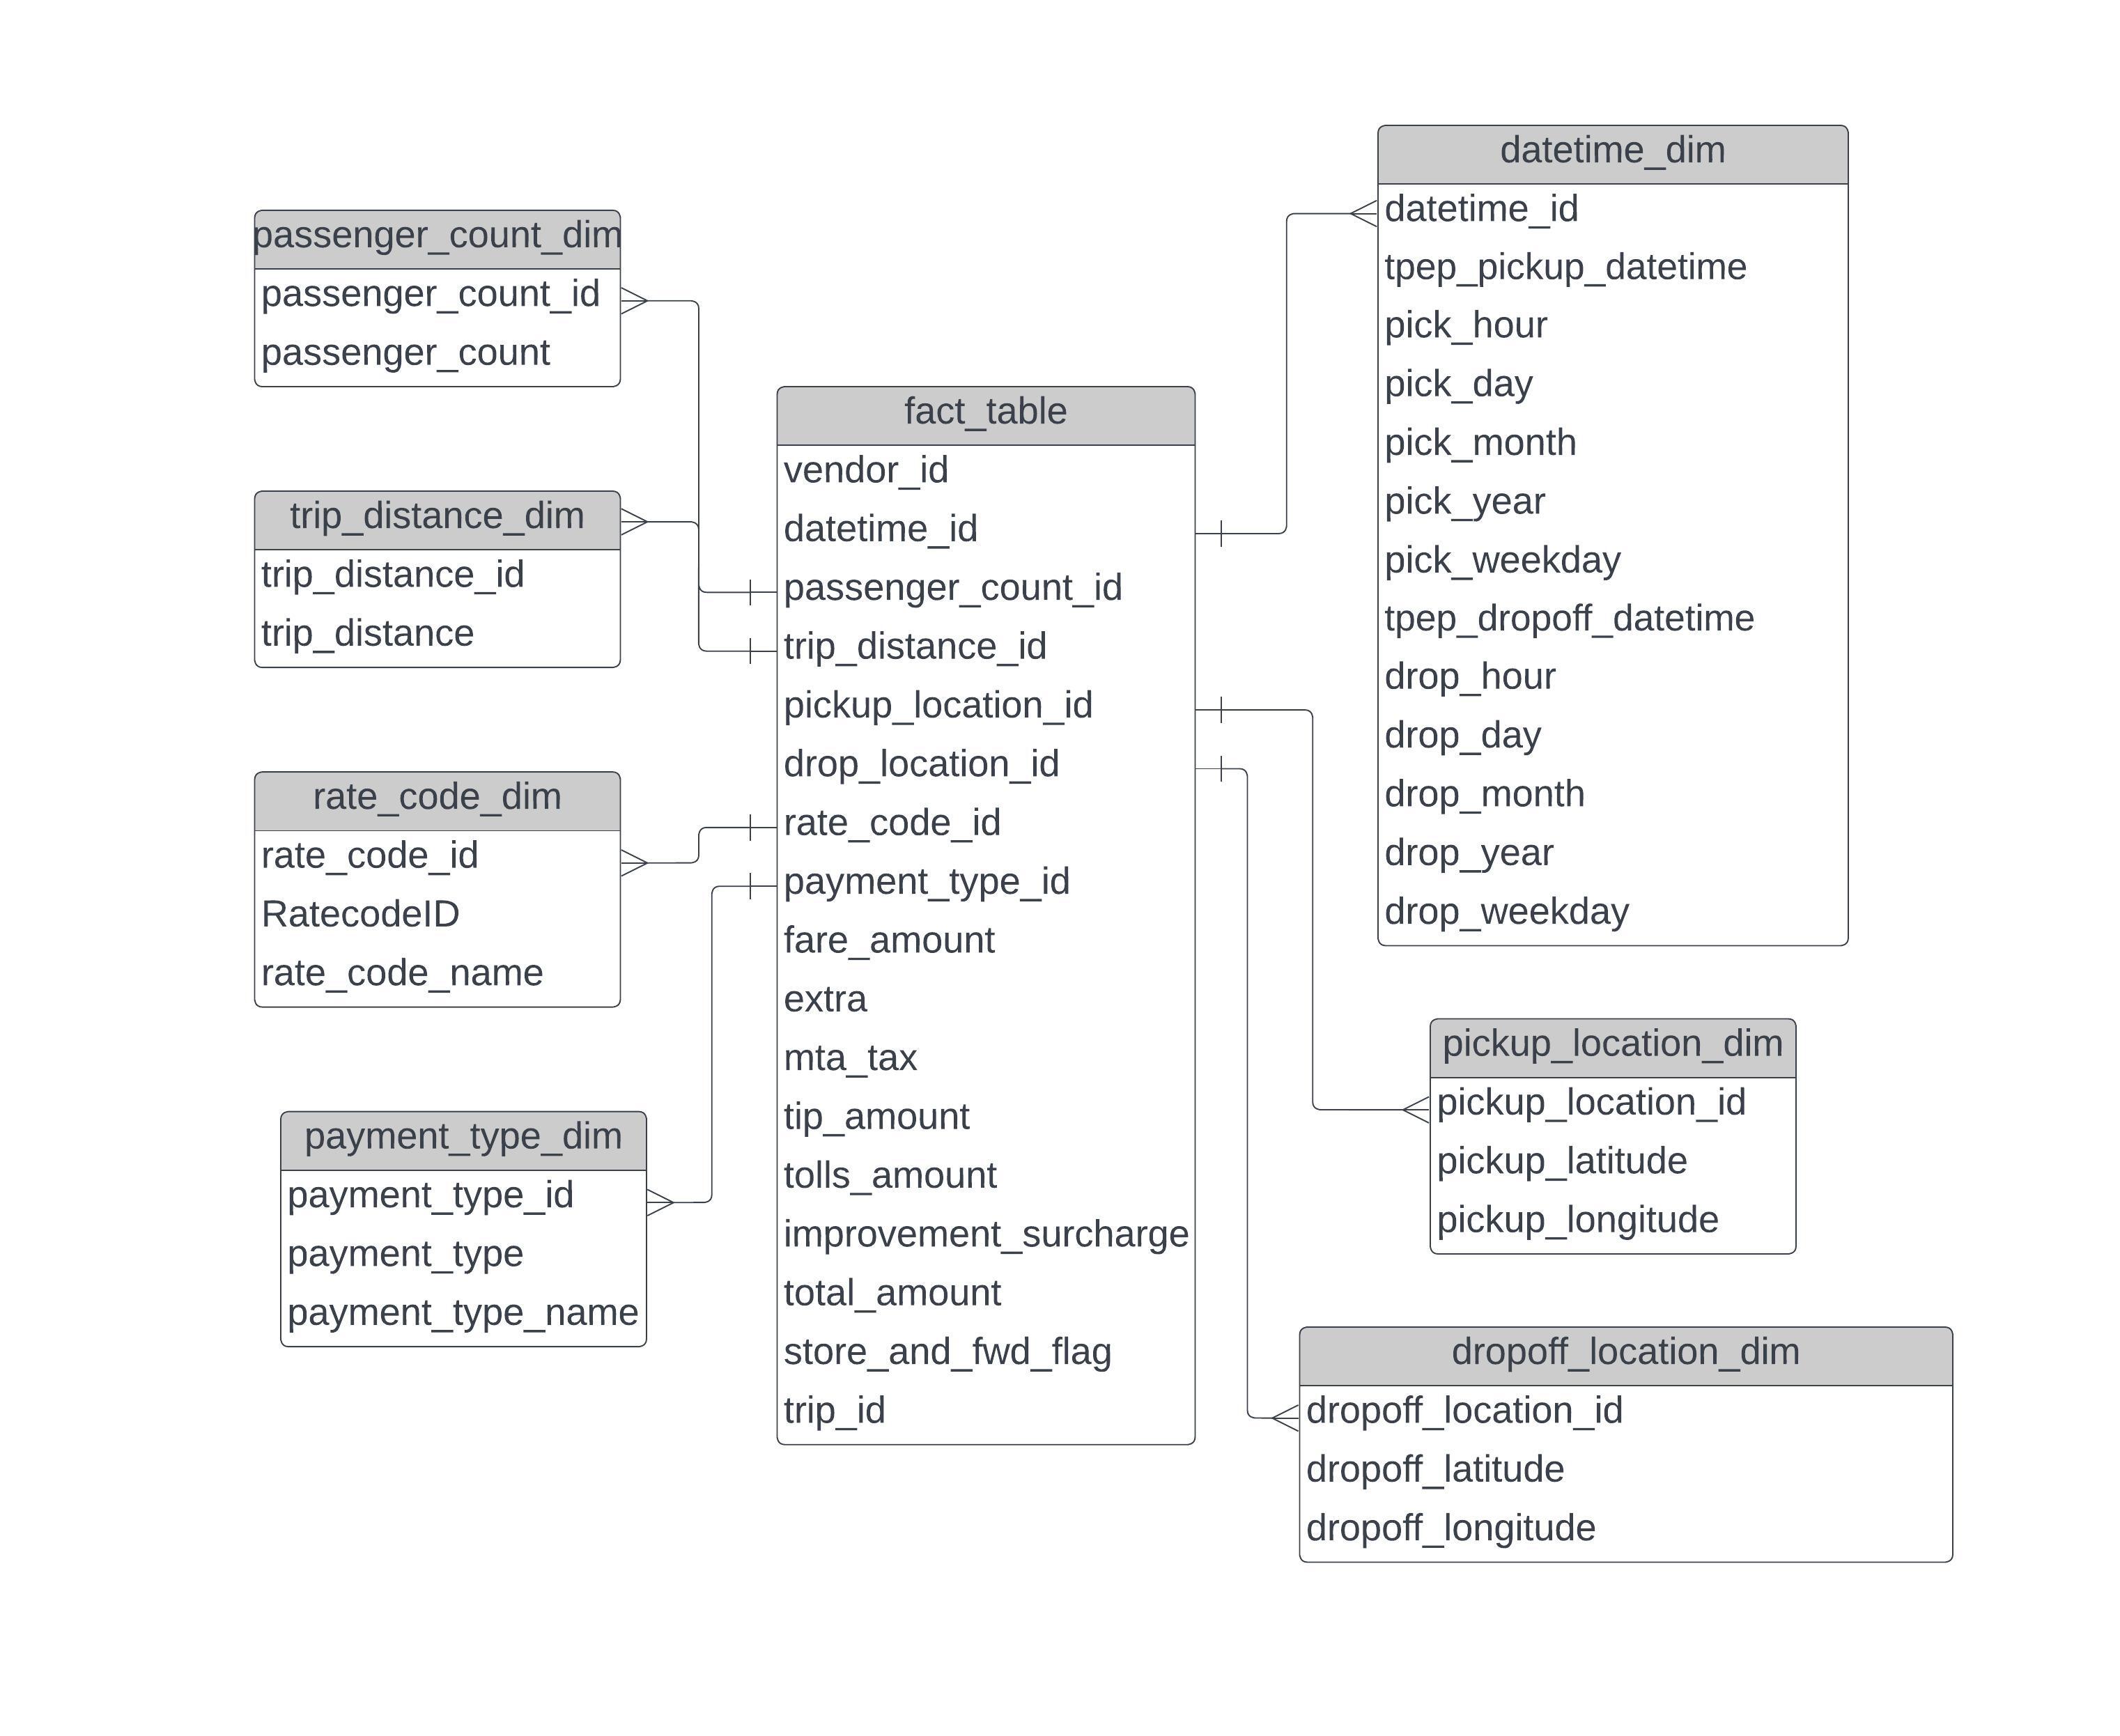 passenger_count_dim
passenger_count_id
passenger_count
trip_distance_dim
trip_distance_id
trip_distance
rate_code_dim
rate_code_id
RatecodeID
rate_code_name
payment_type_dim
payment_type_id
payment_type
payment_type_name
fact_table
vendor_id
datetime_id
passenger_count_id
trip_distance_id
pickup_location_id
drop_location_id
rate_code_id
payment_type_id
fare_amount
extra
mta_tax
tip_amount
tolls_amount
improvement_surcharge
total_amount
store_and_fwd_flag
trip_id
datetime_dim
datetime_id
tpep_pickup_datetime
pick_hour
pick_day
pick_month
pick_year
pick_weekday
tpep_dropoff_datetime
drop_hour
drop_day
drop_month
drop_year
drop_weekday
pickup_location_dim
pickup_location_id
pickup_latitude
pickup_longitude
dropoff_location_dim
dropoff_location_id
dropoff_latitude
dropoff_longitude